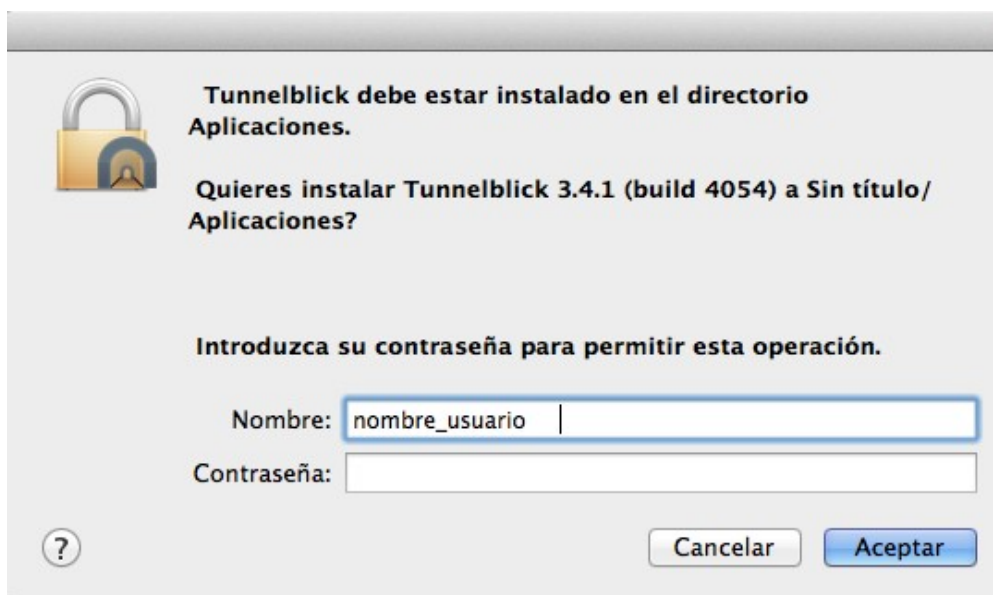 Tunnelblick debe estar instalado en el directorio
Aplicaciones.
Quieres instalar Tunnelblick 3.4.1 (build 4054) a Sin título/
Aplicaciones?
Introduzca su contraseña para permitir esta operación.
Nombre: nombre_usuario
Contraseña:
? Cancelar Aceptar